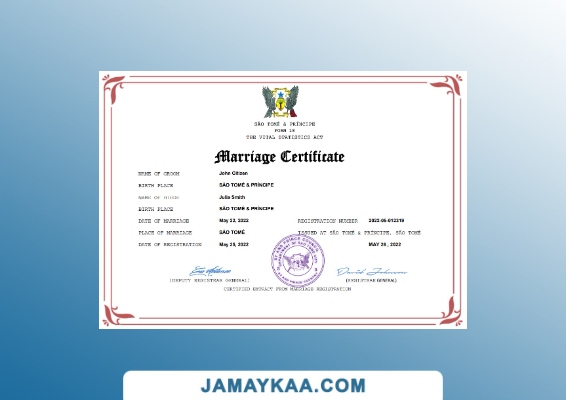 SÃO TOMÉ & PRÍNCIPE
FORM 15
THE VITAL STATISTICS ACT
Marriage Certificate
NAME OF GROOM John Citizen
BIRTH PLACE SÃO TOMÉ & PRÍNCIPE
NAME OF BRIDE Julia Smith
BIRTH PLACE SÃO TOMÉ & PRÍNCIPE
DATE OF MARRIAGE May 22, 2022 REGISTRATION NUMBER 2022-05-012319
PLACE OF MARRIAGE SÃO TOMÉ ISSUED AT SÃO TOMÉ & PRÍNCIPE, SÃO TOMÉ
DATE OF REGISTRATION May 25, 2022 MAY 26, 2022
(DEPUTY REGISTRAR GENERAL) (REGISTRAR GENERAL)
CERTIFIED EXTRACT FROM MARRIAGE REGISTRATION
JAMAYKAA.COM